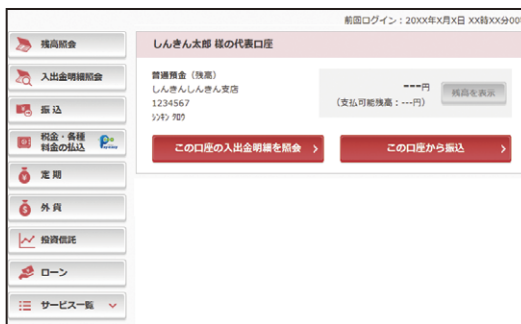 前回ログイン：20XX年X月X日 XX時XX分00
残高照会
入出金明細照会
振込
税金・各種
料金の払込
定期
外貨
投資信託
ローン
サービス一覧
しんきん太郎 様の代表口座
普通預金（残高）
しんきんしんきん支店
1234567
ｼﾝｷﾝ ﾀﾛｳ
---円
（支払可能残高：---円）
残高を表示
この口座の入出金明細を照会
この口座から振込